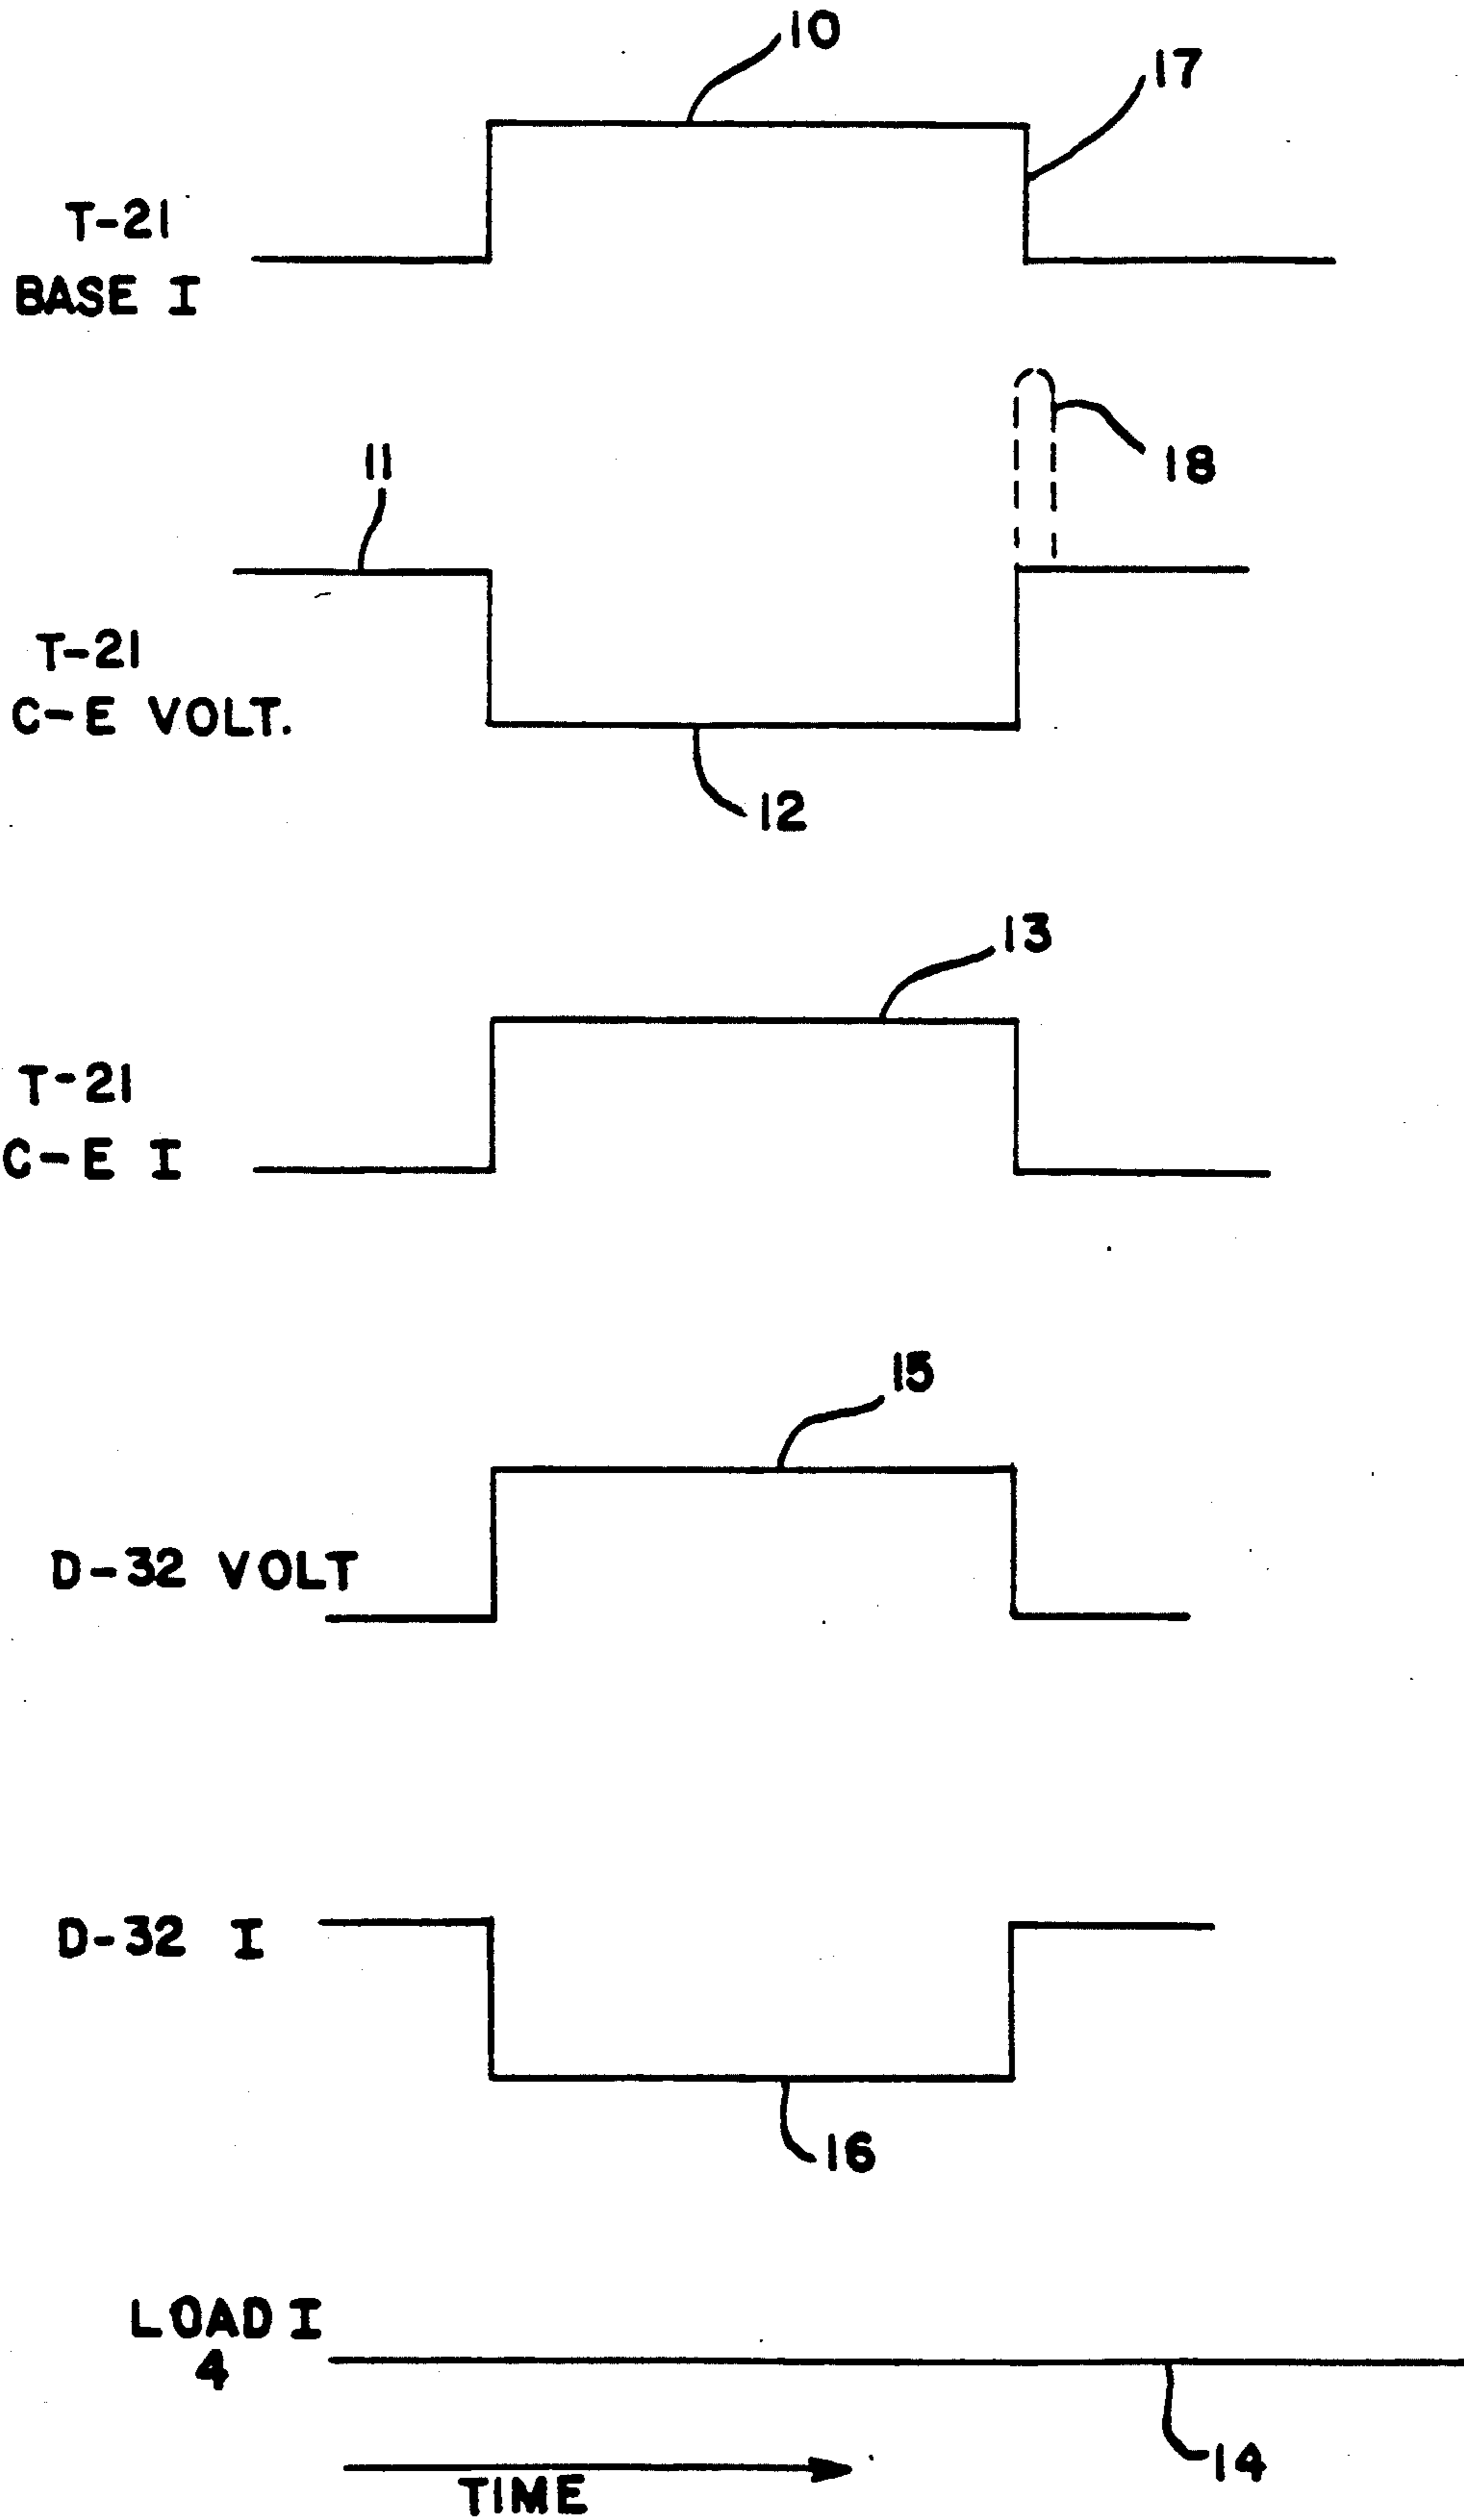 10
17
T-21
BASE I
18
11
T-21
C-E VOLT.
12
13
T-21
C-E I
15
D-32 VOLT
D-32 I
16
LOAD I
4
14
TIME